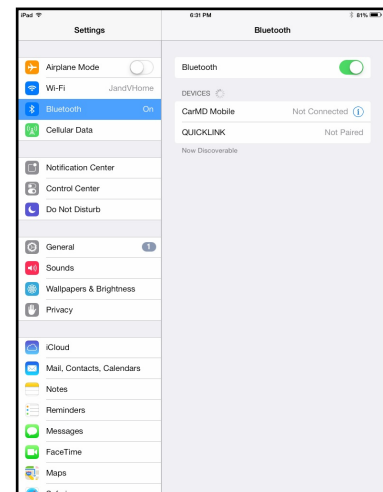 iPad 6:31 PM 81%
Settings
Bluetooth
Airplane Mode
Wi-Fi JandVHome
Bluetooth On
Cellular Data
Notification Center
Control Center
Do Not Disturb
General 1
Sounds
Wallpapers & Brightness
Privacy
iCloud
Mail, Contacts, Calendars
Notes
Reminders
Messages
FaceTime
Maps
Bluetooth
DEVICES
CarMD Mobile Not Connected i
QUICKLINK Not Paired
Now Discoverable